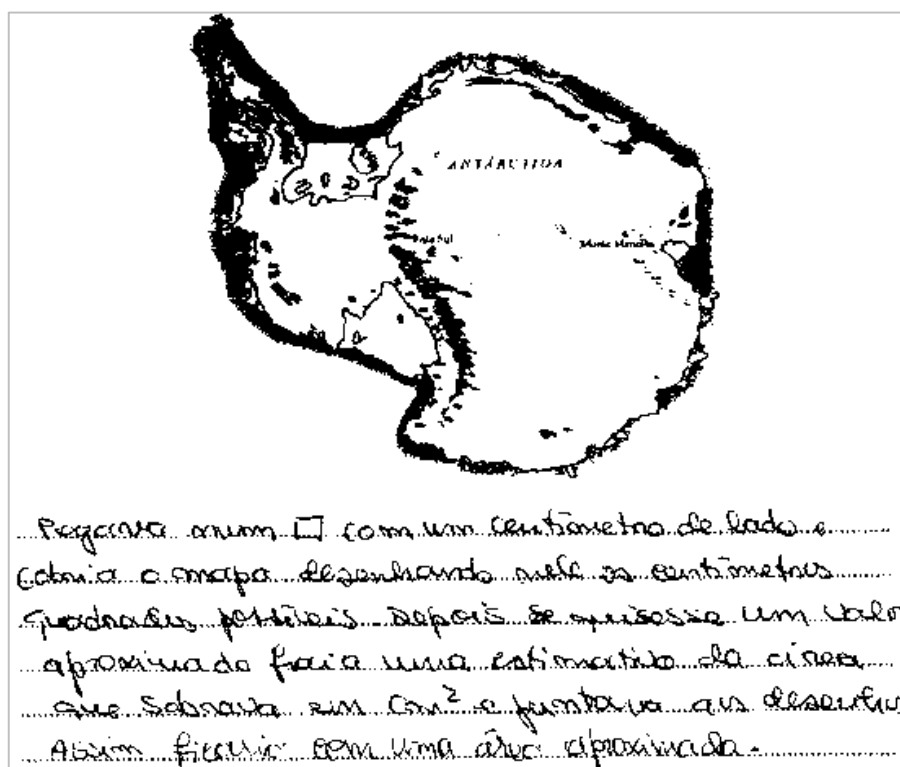 ANTÁRCTIDA
Pólo Sul
Pegava num □ com um centímetro de lado e
cobria o mapa desenhando nele os centímetros
quadrados possíveis. Depois se quisesse um valor
aproximado fazia uma estimativa da área
que sobrava em cm² e juntava aos desenhos
Assim ficaria com uma área aproximada.